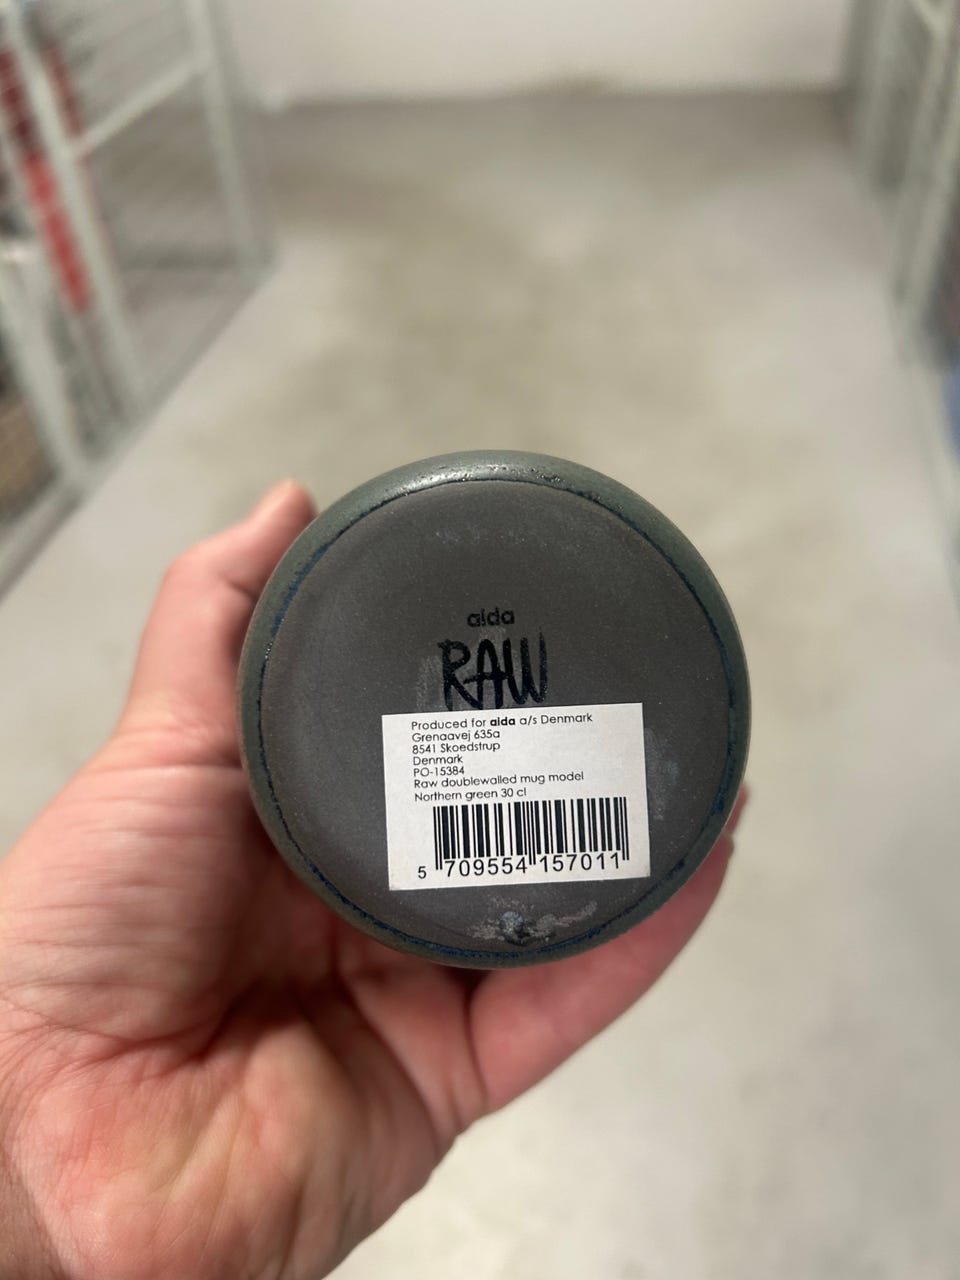 aida
RAW
Produced for aida a/s Denmark
Grenaavej 635a
8541 Skoedstrup
Denmark
PO-15384
Raw doublewalled mug model
Northern green 30 cl
5 709554 157011